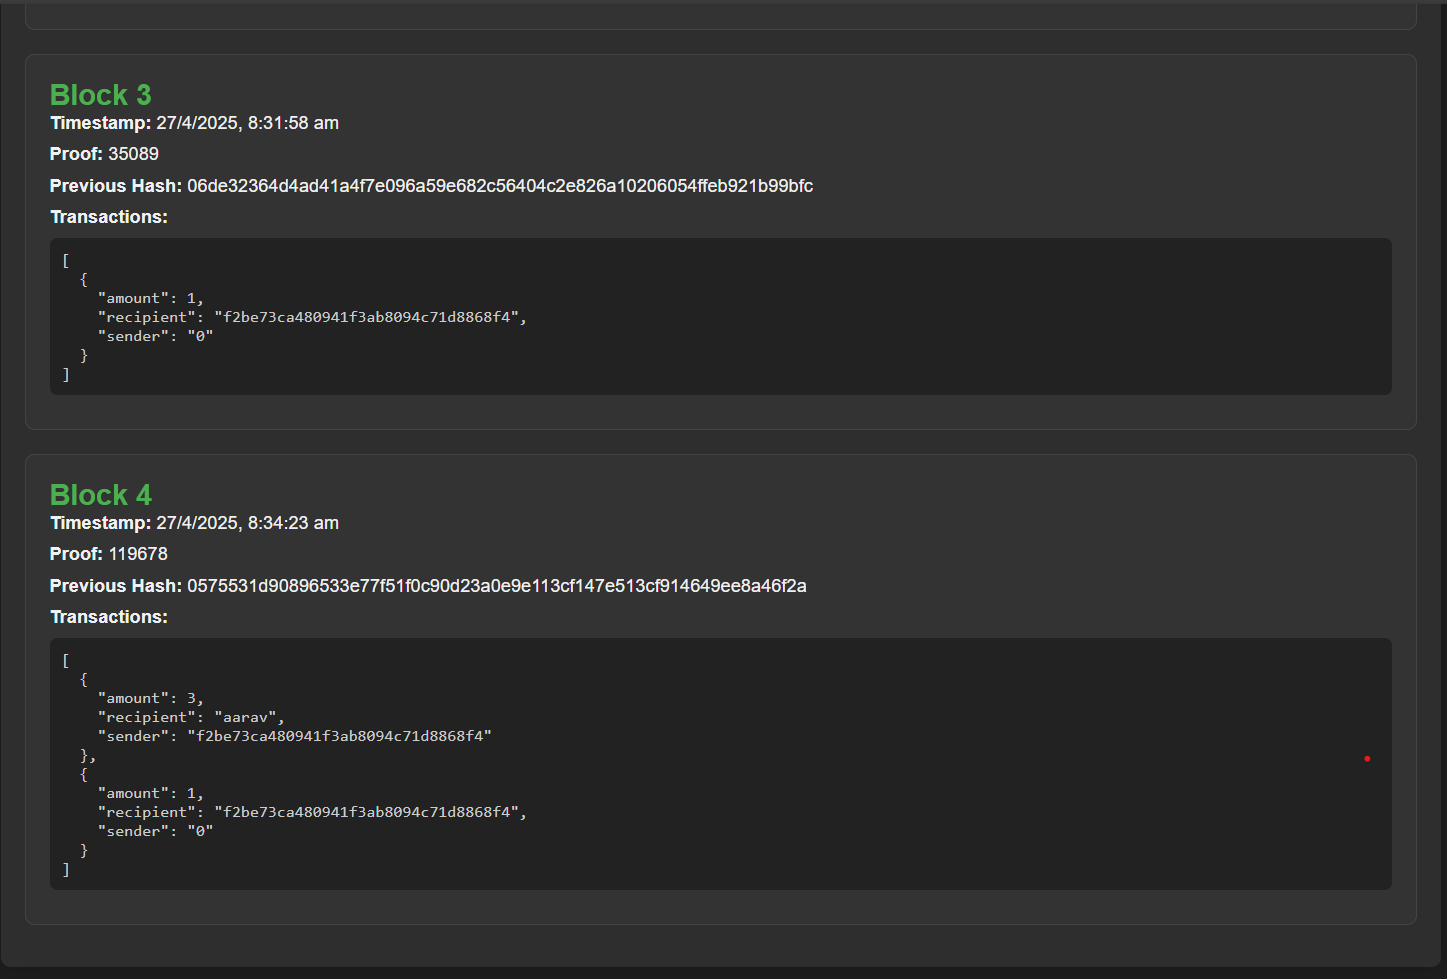 Block 3
Timestamp: 27/4/2025, 8:31:58 am
Proof: 35089
Previous Hash: 06de32364d4ad41a4f7e096a59e682c56404c2e826a10206054ffeb921b99bfc
Transactions:
[
  {
    "amount": 1,
    "recipient": "f2be73ca480941f3ab8094c71d8868f4",
    "sender": "0"
  }
]
Block 4
Timestamp: 27/4/2025, 8:34:23 am
Proof: 119678
Previous Hash: 0575531d90896533e77f51f0c90d23a0e9e113cf147e513cf914649ee8a46f2a
Transactions:
[
  {
    "amount": 3,
    "recipient": "aarav",
    "sender": "f2be73ca480941f3ab8094c71d8868f4"
  },
  {
    "amount": 1,
    "recipient": "f2be73ca480941f3ab8094c71d8868f4",
    "sender": "0"
  }
]